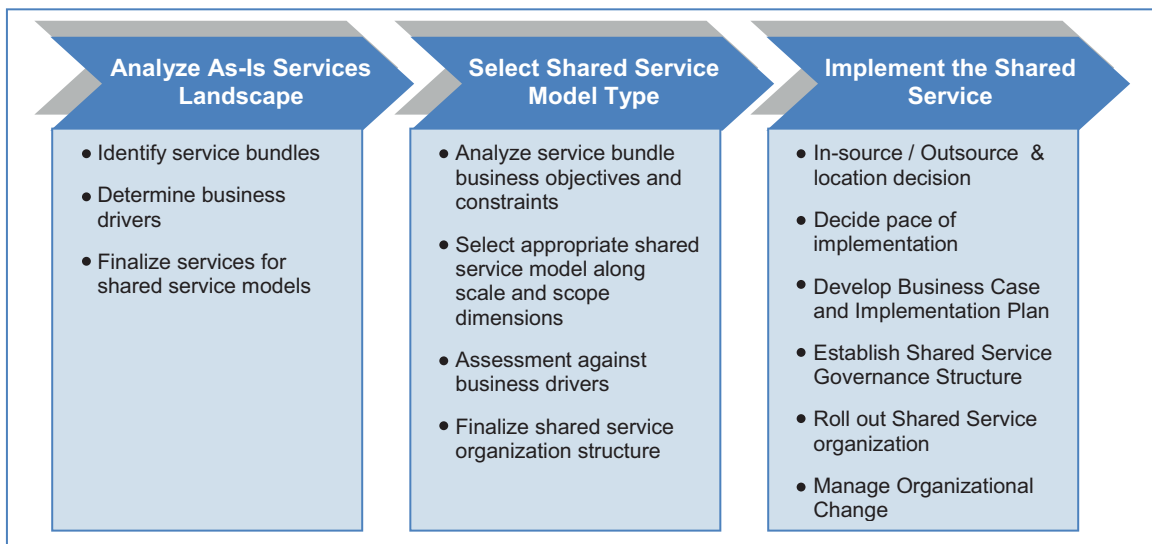 Analyze As-Is Services
Landscape
• Identify service bundles
• Determine business
drivers
• Finalize services for
shared service models
Select Shared Service
Model Type
• Analyze service bundle
business objectives and
constraints
• Select appropriate shared
service model along
scale and scope
dimensions
• Assessment against
business drivers
• Finalize shared service
organization structure
Implement the Shared
Service
• In-source / Outsource &
location decision
• Decide pace of
implementation
• Develop Business Case
and Implementation Plan
• Establish Shared Service
Governance Structure
• Roll out Shared Service
organization
• Manage Organizational
Change